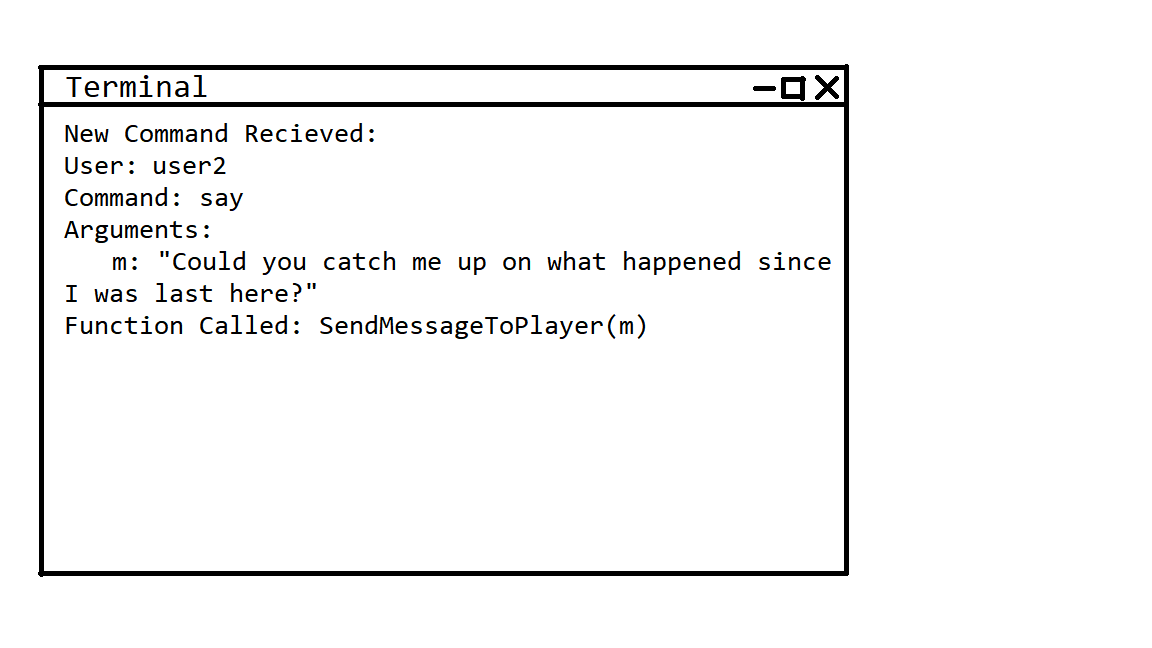 Terminal
New Command Recieved:
User: user2
Command: say
Arguments:
m: "Could you catch me up on what happened since
I was last here?"
Function Called: SendMessageToPlayer(m)